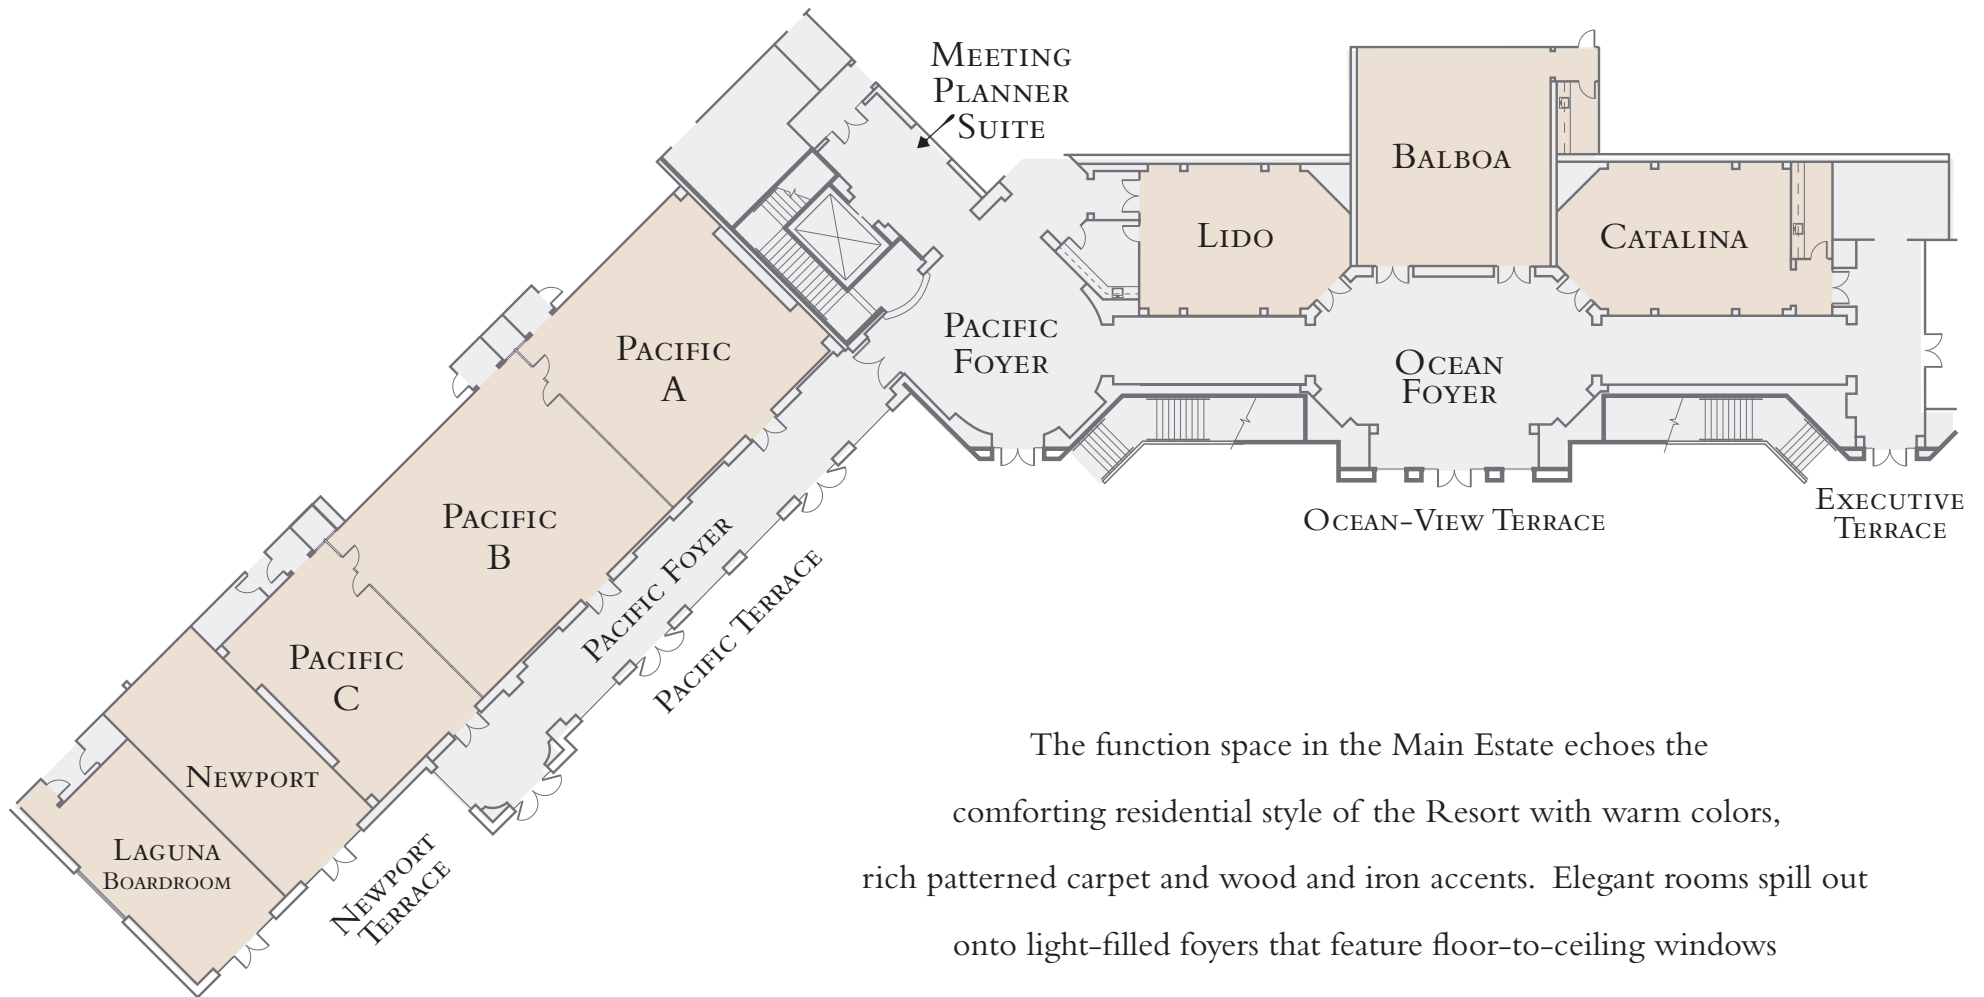 Meeting
Planner
Suite
Balboa
Lido
Catalina
Pacific
A
Pacific
Foyer
Ocean
Foyer
Pacific
B
Ocean-View Terrace
Executive
Terrace
Pacific Foyer
Pacific Terrace
Pacific
C
Newport
Laguna
Boardroom
Newport
Terrace
The function space in the Main Estate echoes the
comforting residential style of the Resort with warm colors,
rich patterned carpet and wood and iron accents.  Elegant rooms spill out
onto light-filled foyers that feature floor-to-ceiling windows